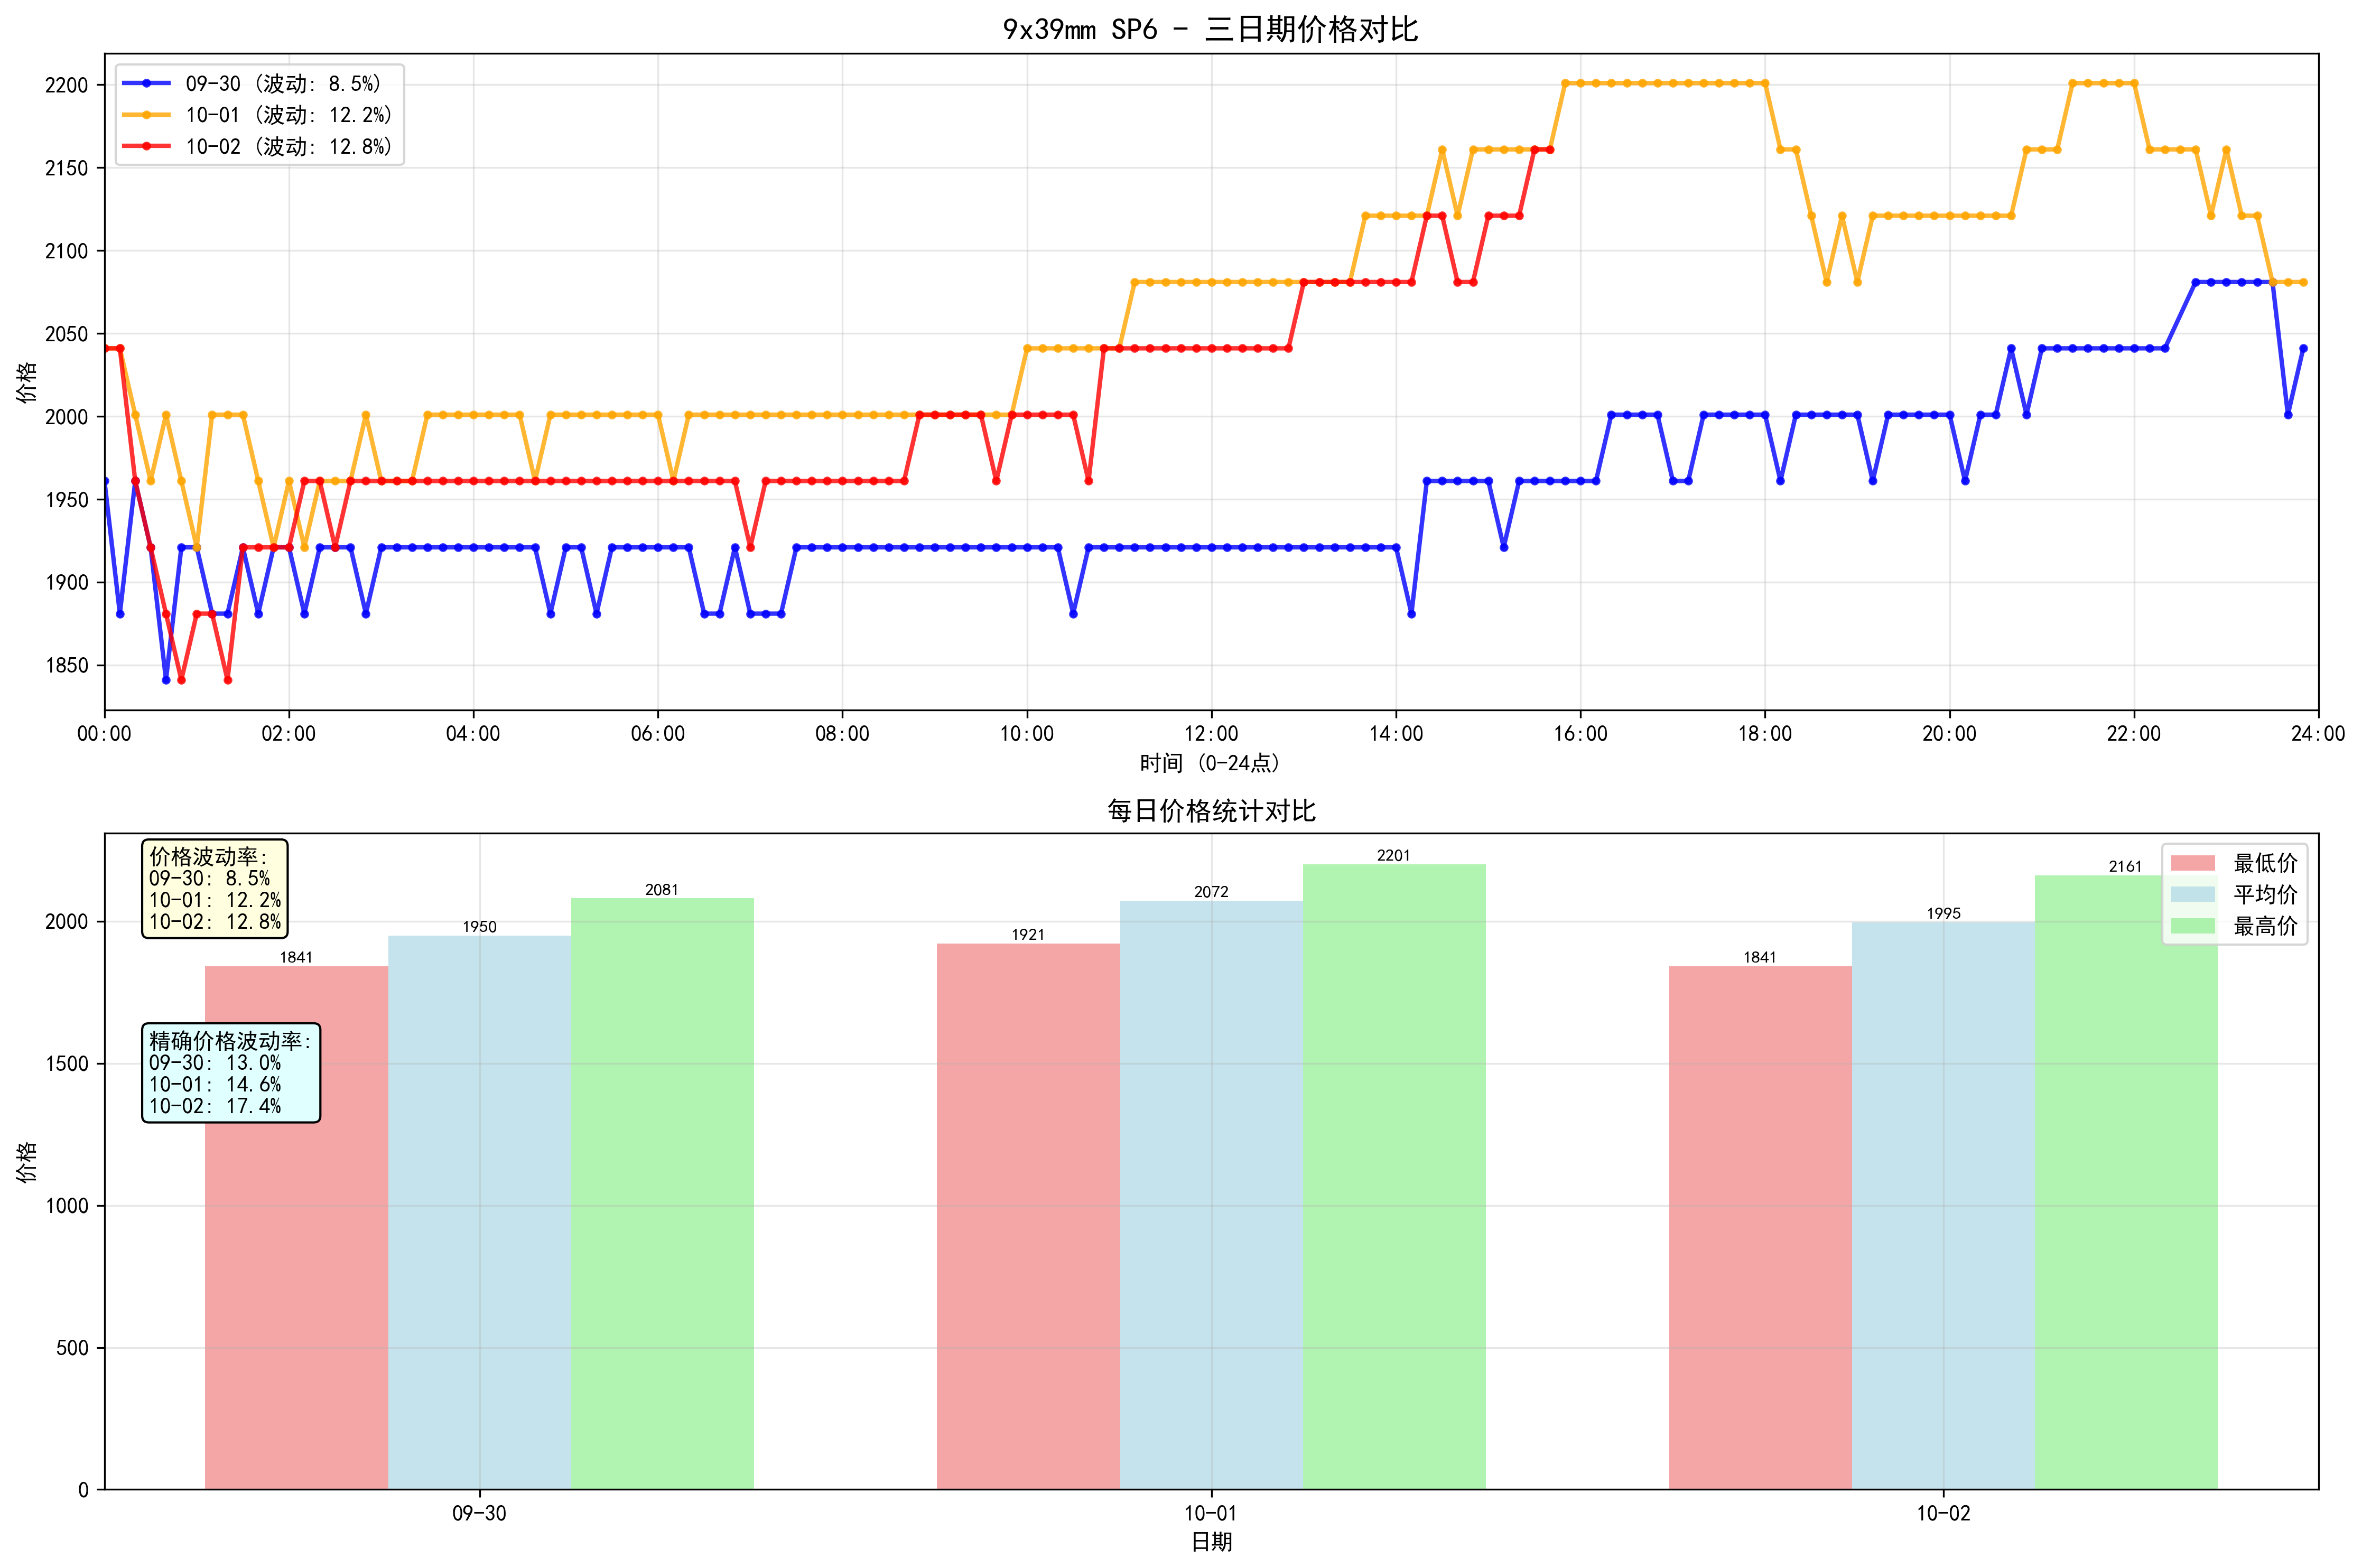 9x39mm SP6 - 三日期价格对比
09-30 (波动: 8.5%)
10-01 (波动: 12.2%)
10-02 (波动: 12.8%)
价格
2200
2150
2100
2050
2000
1950
1900
1850
00:00 02:00 04:00 06:00 08:00 10:00 12:00 14:00 16:00 18:00 20:00 22:00 24:00
时间 (0-24点)
每日价格统计对比
价格波动率:
09-30: 8.5%
10-01: 12.2%
10-02: 12.8%
精确价格波动率:
09-30: 13.0%
10-01: 14.6%
10-02: 17.4%
最低价
平均价
最高价
1841 1950 2081 1921 2072 2201 1841 1995 2161
价格
2000
1500
1000
500
0
09-30 10-01 10-02
日期